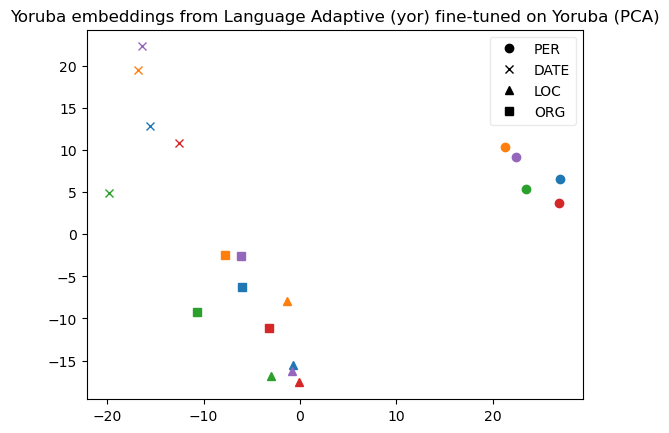 Yoruba embeddings from Language Adaptive (yor) fine-tuned on Yoruba (PCA)
PER
DATE
LOC
ORG
20
15
10
5
0
−5
−10
−15
−20 −10 0 10 20